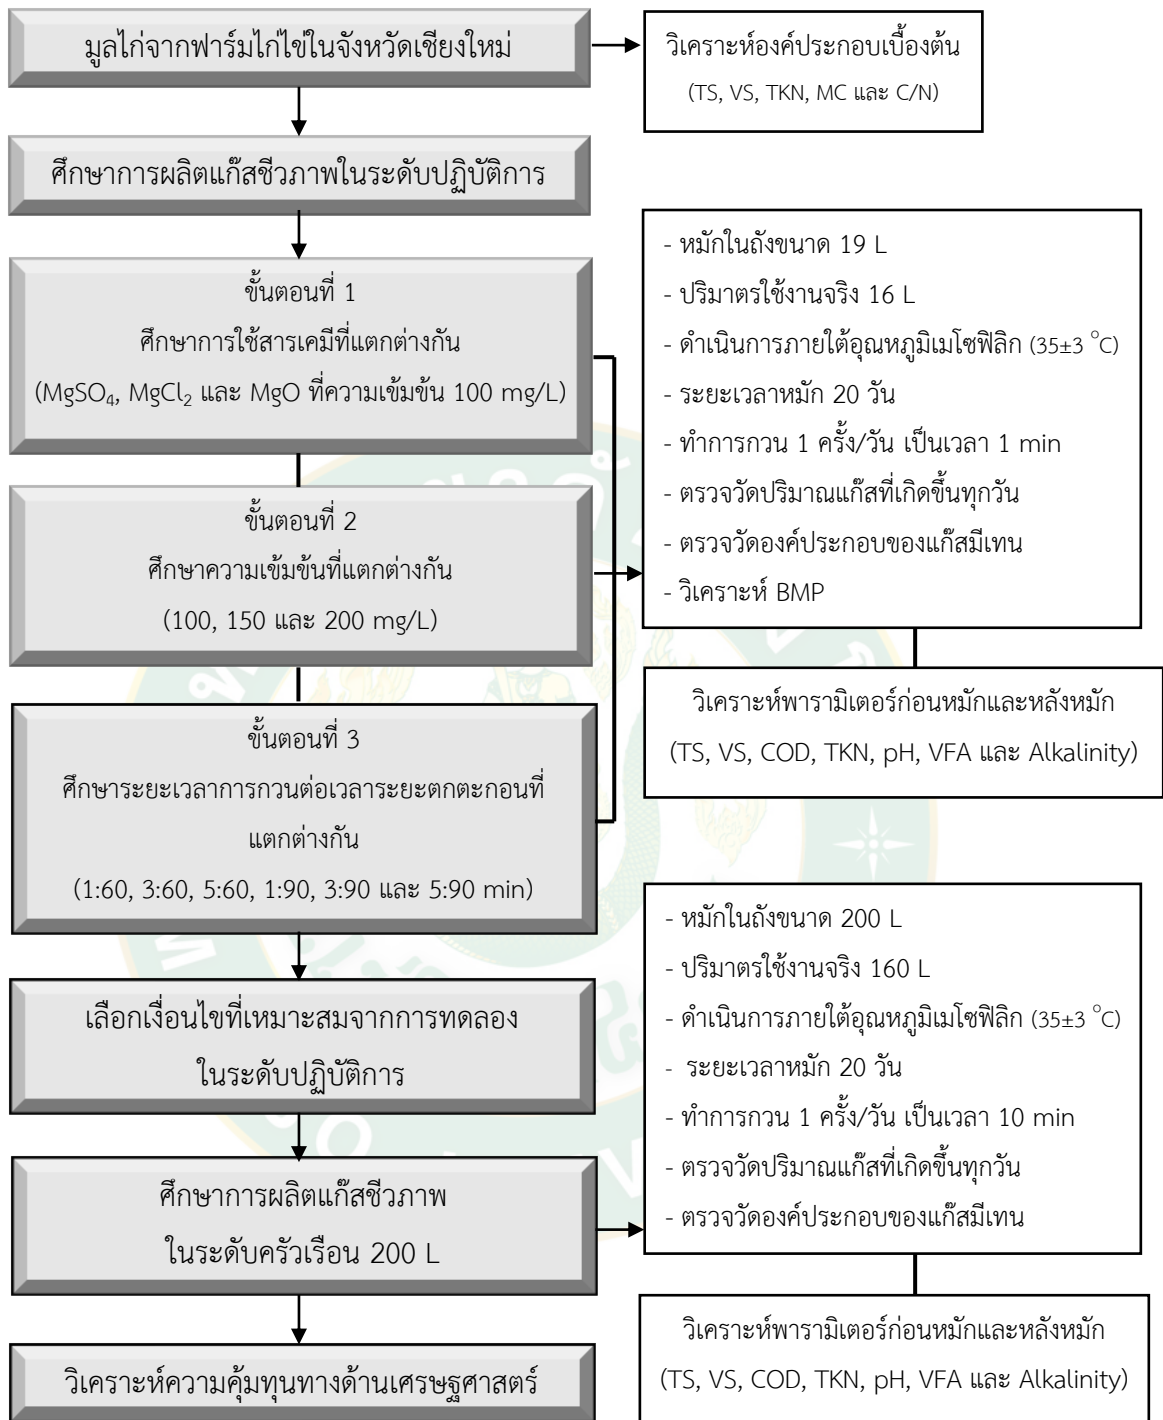 มูลไก่จากฟาร์มไก่ไข่ในจังหวัดเชียงใหม่
วิเคราะห์องค์ประกอบเบื้องต้น
(TS, VS, TKN, MC และ C/N)
ศึกษาการผลิตแก๊สชีวภาพในระดับปฏิบัติการ
ขั้นตอนที่ 1
ศึกษาการใช้สารเคมีที่แตกต่างกัน
(MgSO₄, MgCl₂ และ MgO ที่ความเข้มข้น 100 mg/L)
ขั้นตอนที่ 2
ศึกษาความเข้มข้นที่แตกต่างกัน
(100, 150 และ 200 mg/L)
ขั้นตอนที่ 3
ศึกษาระยะเวลาการกวนต่อเวลาระยะตกตะกอนที่
แตกต่างกัน
(1:60, 3:60, 5:60, 1:90, 3:90 และ 5:90 min)
- หมักในถังขนาด 19 L
- ปริมาตรใช้งานจริง 16 L
- ดำเนินการภายใต้อุณหภูมิเมโซฟิลิก (35±3 °C)
- ระยะเวลาหมัก 20 วัน
- ทำการกวน 1 ครั้ง/วัน เป็นเวลา 1 min
- ตรวจวัดปริมาณแก๊สที่เกิดขึ้นทุกวัน
- ตรวจวัดองค์ประกอบของแก๊สมีเทน
- วิเคราะห์ BMP
วิเคราะห์พารามิเตอร์ก่อนหมักและหลังหมัก
(TS, VS, COD, TKN, pH, VFA และ Alkalinity)
เลือกเงื่อนไขที่เหมาะสมจากการทดลอง
ในระดับปฏิบัติการ
ศึกษาการผลิตแก๊สชีวภาพ
ในระดับครัวเรือน 200 L
- หมักในถังขนาด 200 L
- ปริมาตรใช้งานจริง 160 L
- ดำเนินการภายใต้อุณหภูมิเมโซฟิลิก (35±3 °C)
- ระยะเวลาหมัก 20 วัน
- ทำการกวน 1 ครั้ง/วัน เป็นเวลา 10 min
- ตรวจวัดปริมาณแก๊สที่เกิดขึ้นทุกวัน
- ตรวจวัดองค์ประกอบของแก๊สมีเทน
วิเคราะห์พารามิเตอร์ก่อนหมักและหลังหมัก
(TS, VS, COD, TKN, pH, VFA และ Alkalinity)
วิเคราะห์ความคุ้มทุนทางด้านเศรษฐศาสตร์